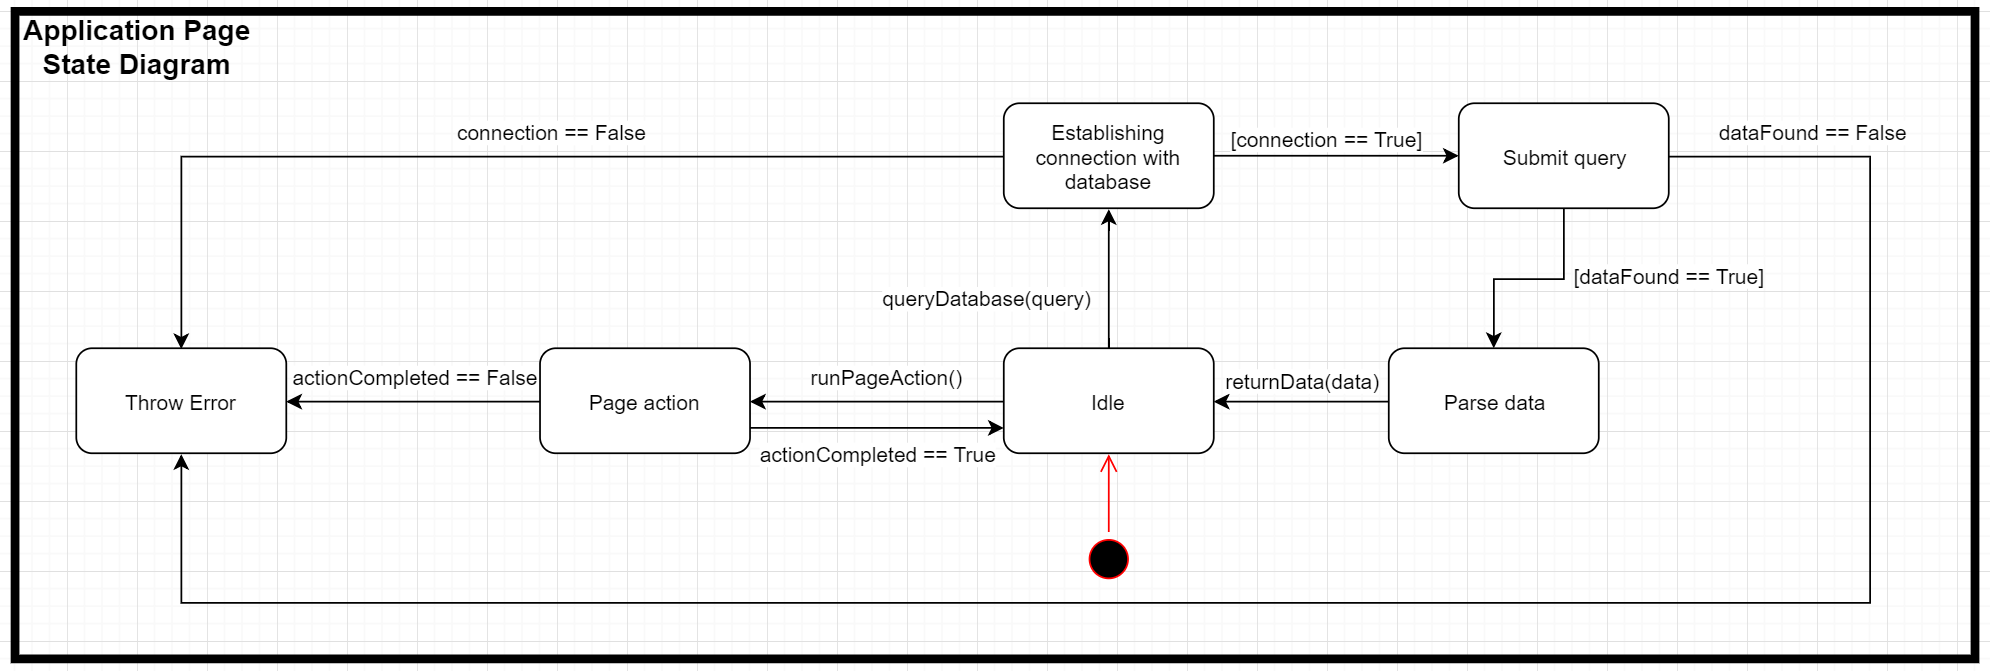 Application Page
State Diagram
connection == False
Establishing
connection with
database
[connection == True]
Submit query
dataFound == False
queryDatabase(query)
[dataFound == True]
Throw Error
actionCompleted == False
Page action
runPageAction()
actionCompleted == True
Idle
returnData(data)
Parse data